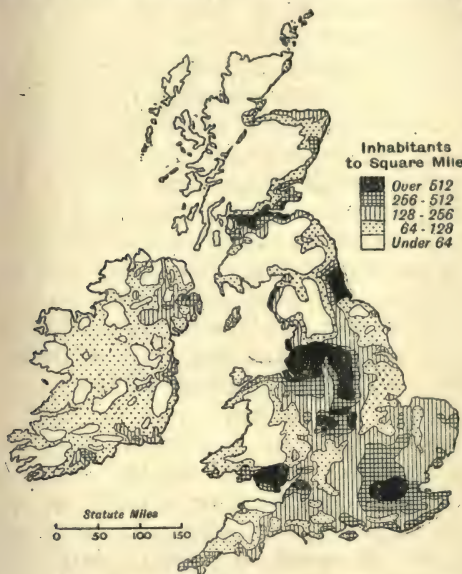 Inhabitants
to Square Mile
Over 512
256 - 512
128 - 256
64 - 128
Under 64
Statute Miles
0 50 100 150